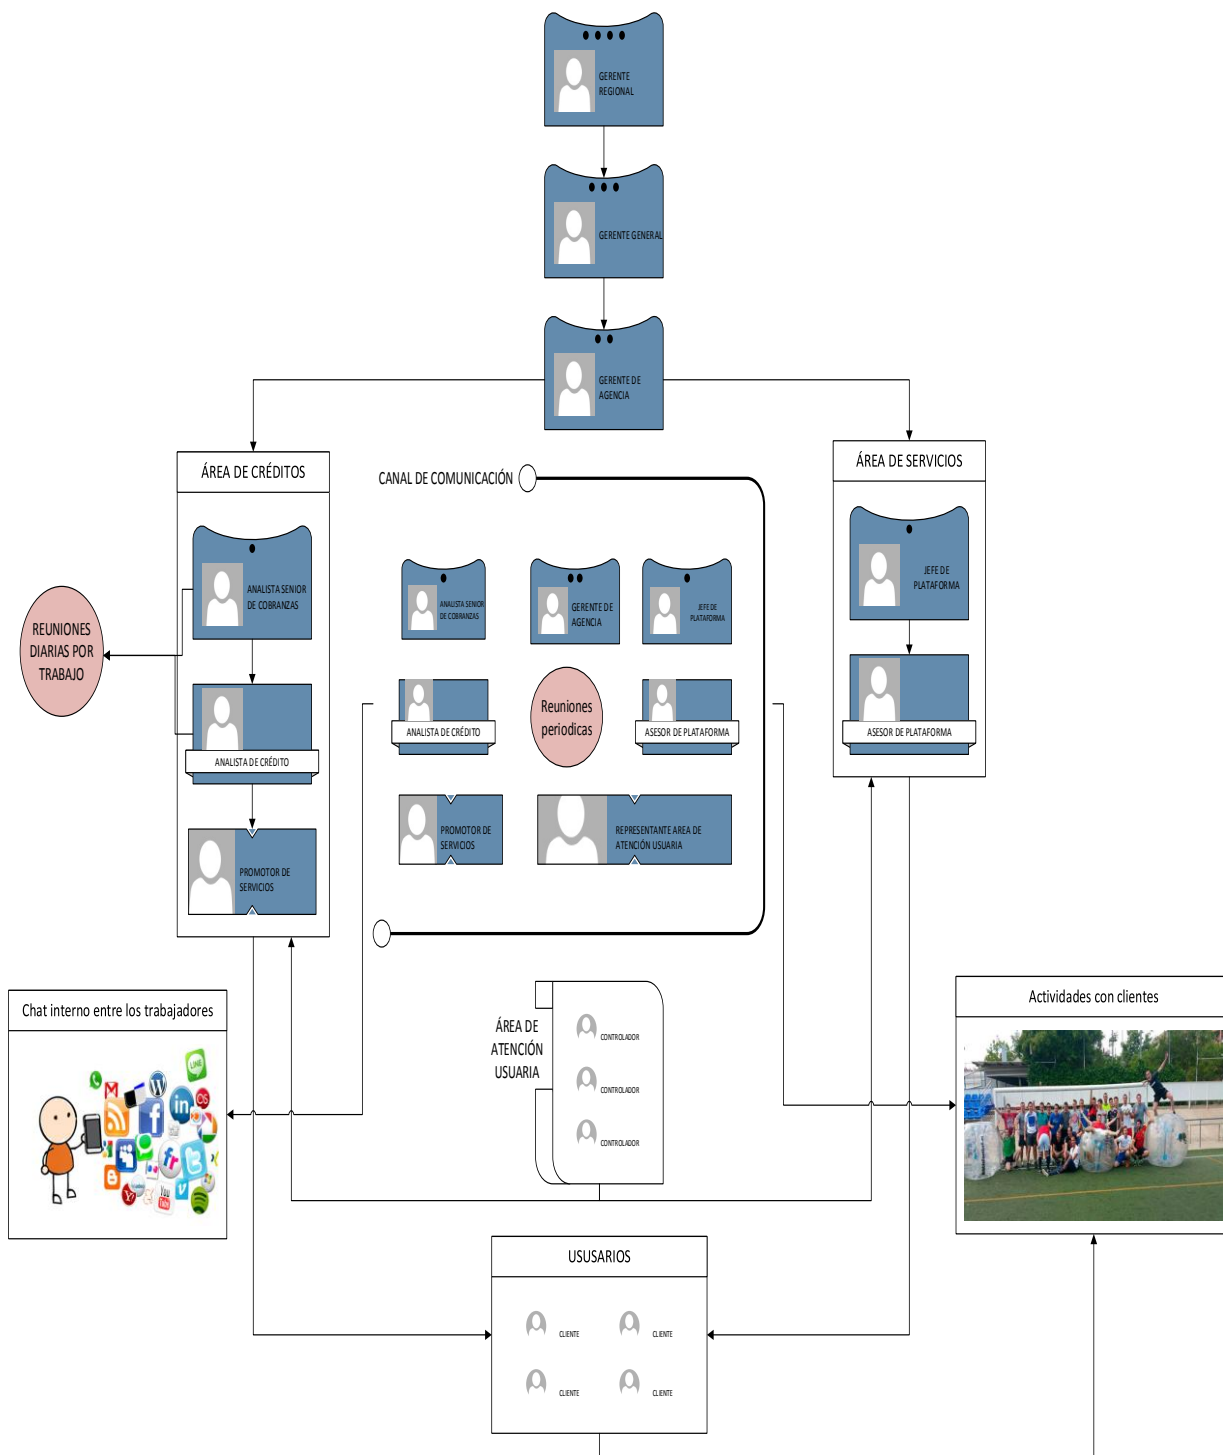 GERENTE
REGIONAL
GERENTE GENERAL
GERENTE DE
AGENCIA
ÁREA DE CRÉDITOS
ANALISTA SENIOR
DE COBRANZAS
ANALISTA DE CRÉDITO
PROMOTOR DE
SERVICIOS
REUNIONES
DIARIAS POR
TRABAJO
CANAL DE COMUNICACIÓN
ANALISTA SENIOR
DE COBRANZAS
GERENTE DE
AGENCIA
JEFE DE
PLATAFORMA
ANALISTA DE CRÉDITO
Reuniones
periodicas
ASESOR DE PLATAFORMA
PROMOTOR DE
SERVICIOS
REPRESENTANTE AREA DE
ATENCIÓN USUARIA
ÁREA DE SERVICIOS
JEFE DE
PLATAFORMA
ASESOR DE PLATAFORMA
Chat interno entre los trabajadores
LINE
You
Tube
ÁREA DE
ATENCIÓN
USUARIA
CONTROLADOR
CONTROLADOR
CONTROLADOR
Actividades con clientes
USUSARIOS
CLIENTE
CLIENTE
CLIENTE
CLIENTE